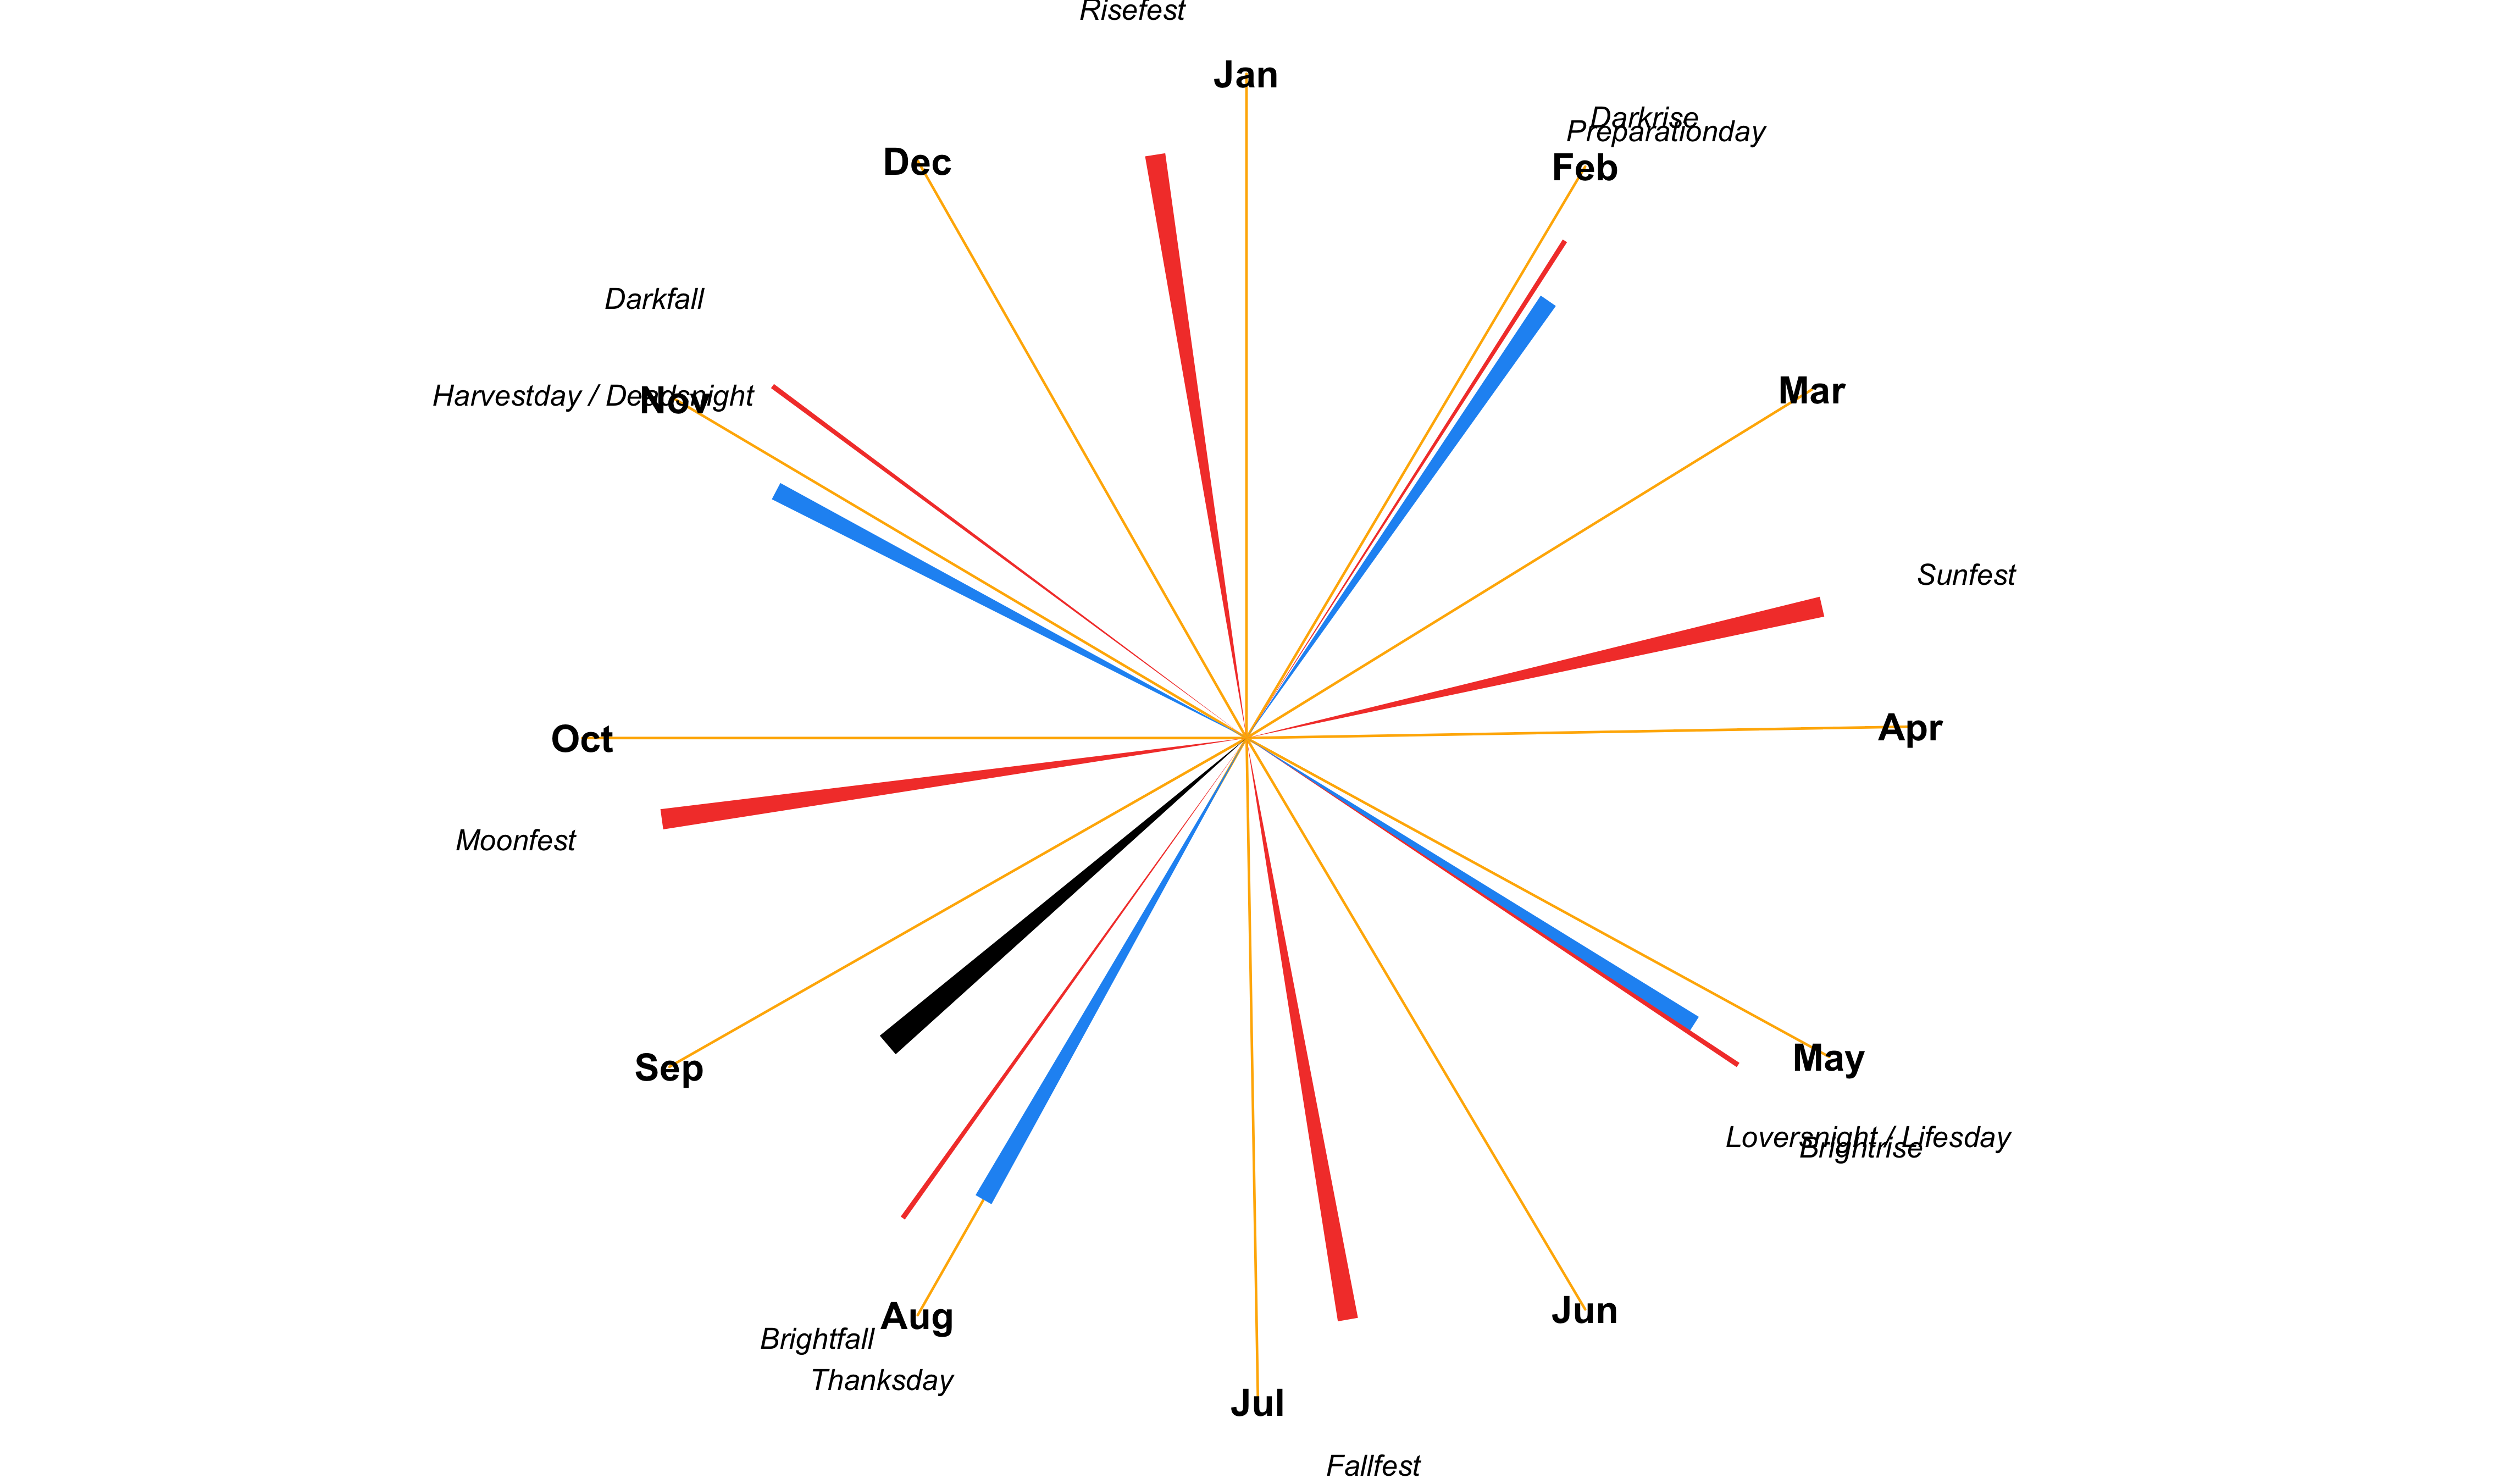 Risefest
Jan
Darkrise
Preparationday
Dec
Feb
Darkfall
Harvestday / Deadsnight
Nov
Mar
Sunfest
Oct
Apr
Moonfest
Sep
May
Loversnight / Lifesday
Brightrise
Aug
Jun
Brightfall
Thanksday
Jul
Fallfest